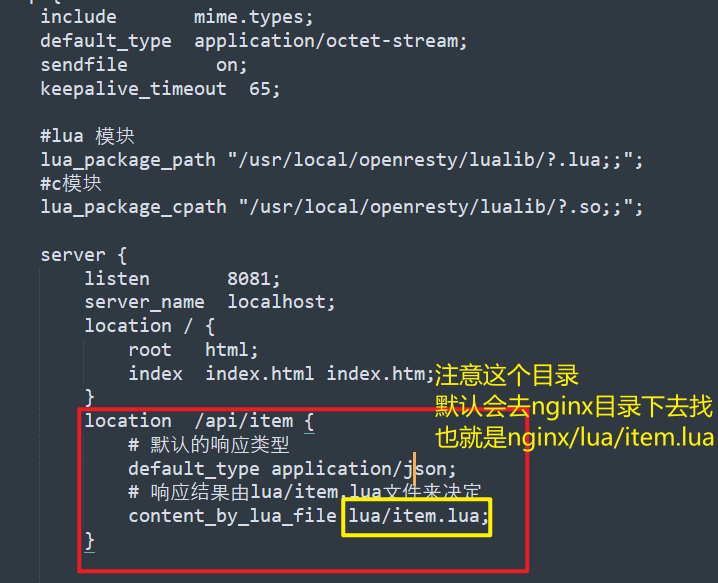 include       mime.types;
default_type  application/octet-stream;
sendfile        on;
keepalive_timeout  65;
#lua 模块
lua_package_path "/usr/local/openresty/lualib/?.lua;;";
#c模块
lua_package_cpath "/usr/local/openresty/lualib/?.so;;";
server {
listen       8081;
server_name  localhost;
location / {
root   html;
index  index.html index.htm;
}
注意这个目录
默认会去nginx目录下去找
也就是nginx/lua/item.lua
location  /api/item {
# 默认的响应类型
default_type application/json;
# 响应结果由lua/item.lua文件来决定
content_by_lua_file lua/item.lua;
}